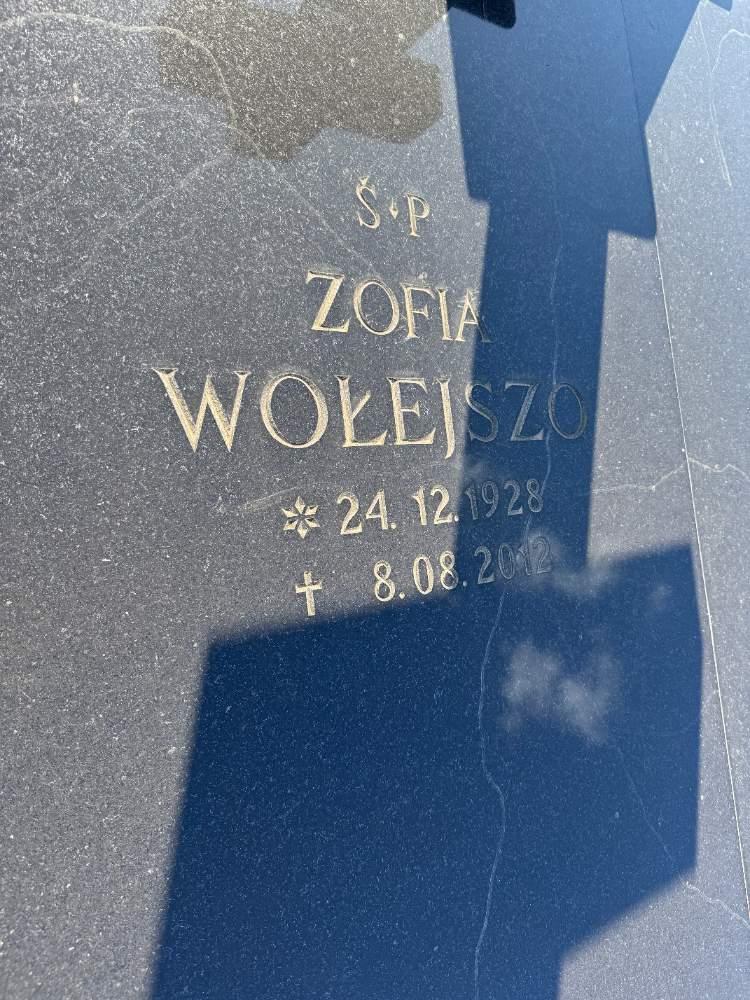 Ś·P
ZOFIA
WOŁEJSZO
24.12.1928
8.08.2012